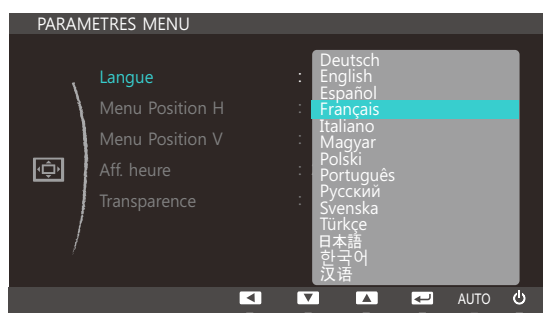 PARAMETRES MENU
Langue :
Deutsch
English
Español
Français
Italiano
Magyar
Polski
Português
Русский
Svenska
Türkçe
日本語
한국어
汉语
Menu Position H :
Menu Position V :
Aff. heure :
Transparence :
AUTO